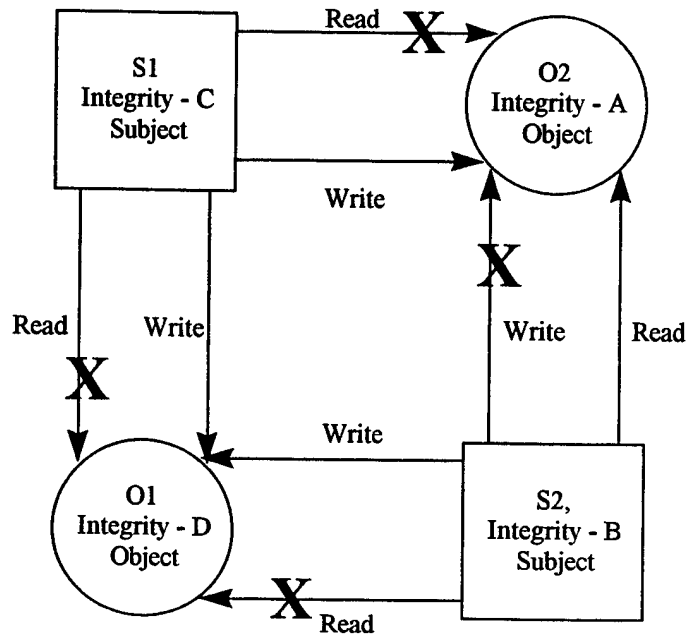 Read
X
S1
Integrity - C
Subject
O2
Integrity - A
Object
Write
X
Read
Write
Write
Read
X
Write
O1
Integrity - D
Object
S2,
Integrity - B
Subject
X
Read